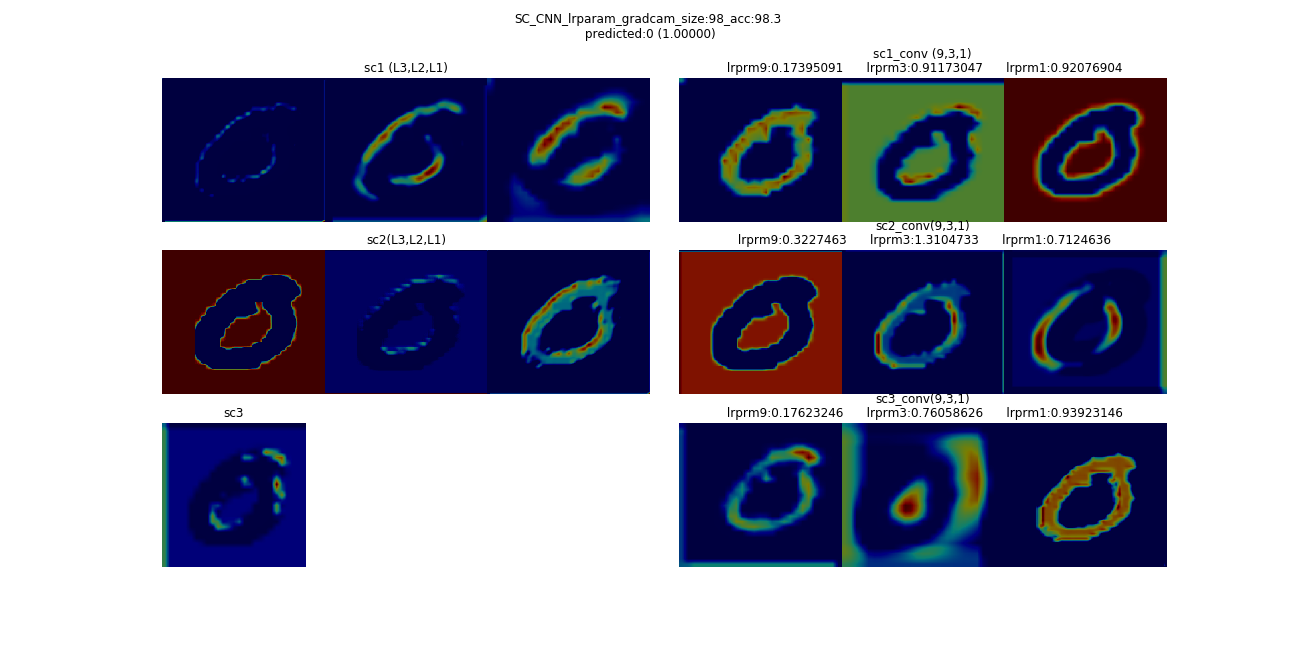 SC_CNN_lrparam_gradcam_size:98_acc:98.3
predicted:0 (1.00000)
sc1 (L3,L2,L1)
sc1_conv (9,3,1)
lrprm9:0.17395091 lrprm3:0.91173047 lrprm1:0.92076904
sc2(L3,L2,L1)
sc2_conv(9,3,1)
lrprm9:0.3227463 lrprm3:1.3104733 lrprm1:0.7124636
sc3
sc3_conv(9,3,1)
lrprm9:0.17623246 lrprm3:0.76058626 lrprm1:0.93923146